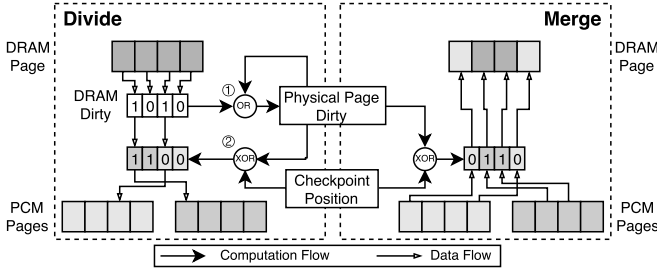 Divide
Merge
DRAM
Page
DRAM
Page
DRAM
Dirty
1 0 1 0
①
OR
Physical Page
Dirty
②
1 1 0 0
XOR
XOR
0 1 1 0
Checkpoint
Position
PCM
Pages
PCM
Pages
Computation Flow
Data Flow